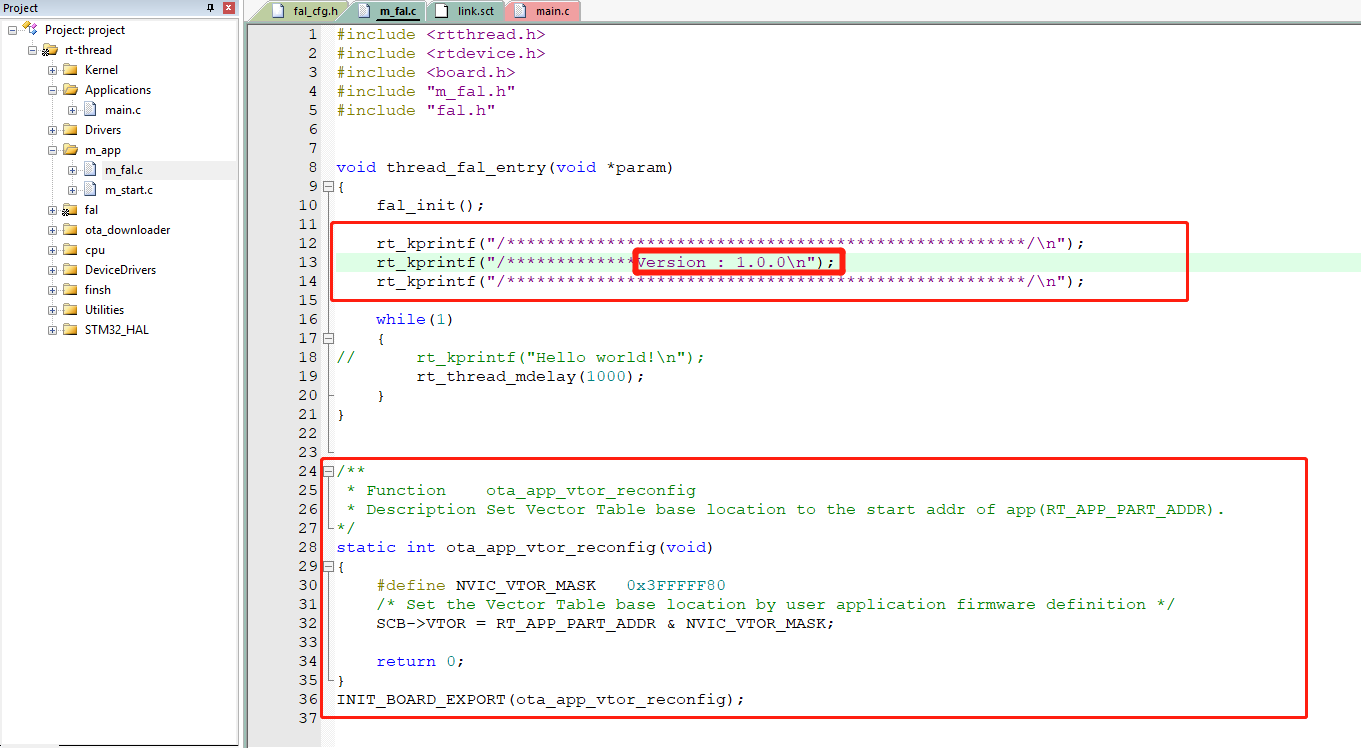 Project
Project: project
rt-thread
Kernel
Applications
main.c
Drivers
m_app
m_fal.c
m_start.c
fal
ota_downloader
cpu
DeviceDrivers
finsh
Utilities
STM32_HAL
fal_cfg.h m_fal.c link.sct main.c
1 #include <rtthread.h>
2 #include <rtdevice.h>
3 #include <board.h>
4 #include "m_fal.h"
5 #include "fal.h"
6
7
8 void thread_fal_entry(void *param)
9 {
10     fal_init();
11
12     rt_kprintf("/****************************************************/\n");
13     rt_kprintf("/*************Version : 1.0.0\n");
14     rt_kprintf("/****************************************************/\n");
15
16     while(1)
17     {
18 //      rt_kprintf("Hello world!\n");
19         rt_thread_mdelay(1000);
20     }
21 }
22
23
24 /**
25  * Function    ota_app_vtor_reconfig
26  * Description Set Vector Table base location to the start addr of app(RT_APP_PART_ADDR).
27 */
28 static int ota_app_vtor_reconfig(void)
29 {
30     #define NVIC_VTOR_MASK   0x3FFFFF80
31     /* Set the Vector Table base location by user application firmware definition */
32     SCB->VTOR = RT_APP_PART_ADDR & NVIC_VTOR_MASK;
33
34     return 0;
35 }
36 INIT_BOARD_EXPORT(ota_app_vtor_reconfig);
37